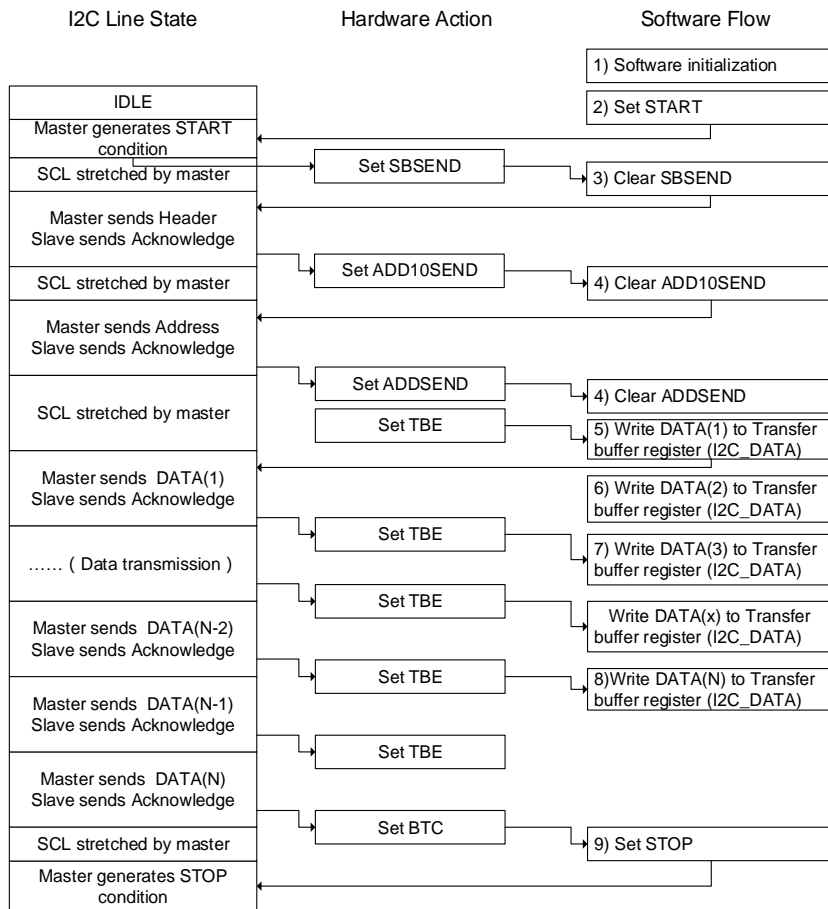 I2C Line State
Hardware Action
Software Flow
1) Software initialization
IDLE
2) Set START
Master generates START
condition
Set SBSEND
SCL stretched by master
3) Clear SBSEND
Master sends Header
Slave sends Acknowledge
Set ADD10SEND
SCL stretched by master
4) Clear ADD10SEND
Master sends Address
Slave sends Acknowledge
Set ADDSEND
4) Clear ADDSEND
SCL stretched by master
Set TBE
5) Write DATA(1) to Transfer
buffer register (I2C_DATA)
Master sends DATA(1)
Slave sends Acknowledge
6) Write DATA(2) to Transfer
buffer register (I2C_DATA)
Set TBE
7) Write DATA(3) to Transfer
buffer register (I2C_DATA)
...... ( Data transmission )
Set TBE
Write DATA(x) to Transfer
buffer register (I2C_DATA)
Master sends DATA(N-2)
Slave sends Acknowledge
Set TBE
8)Write DATA(N) to Transfer
buffer register (I2C_DATA)
Master sends DATA(N-1)
Slave sends Acknowledge
Set TBE
Master sends DATA(N)
Slave sends Acknowledge
Set BTC
SCL stretched by master
9) Set STOP
Master generates STOP
condition